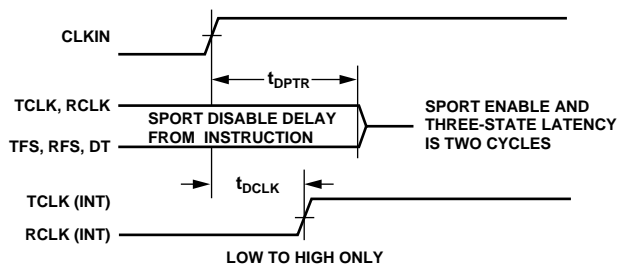 CLKIN
tDPTR
TCLK, RCLK
SPORT DISABLE DELAY
FROM INSTRUCTION
TFS, RFS, DT
SPORT ENABLE AND
THREE-STATE LATENCY
IS TWO CYCLES
tDCLK
TCLK (INT)
RCLK (INT)
LOW TO HIGH ONLY